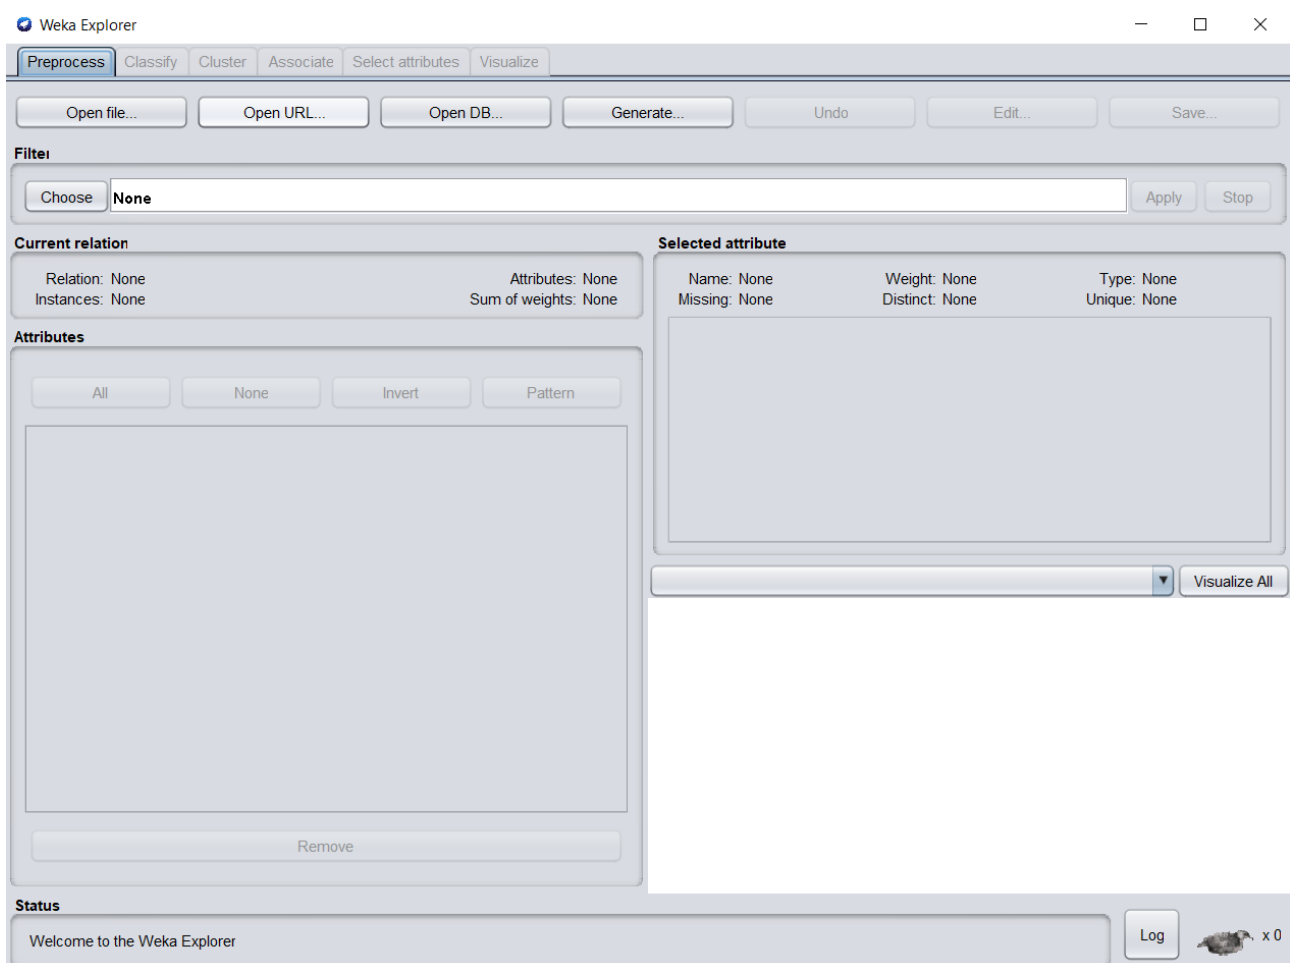 Weka Explorer
Preprocess Classify Cluster Associate Select attributes Visualize
Open file... Open URL... Open DB... Generate... Undo Edit... Save...
Filter
Choose None Apply Stop
Current relation
Relation: None Attributes: None
Instances: None Sum of weights: None
Selected attribute
Name: None Weight: None Type: None
Missing: None Distinct: None Unique: None
Attributes
All None Invert Pattern
Remove
Visualize All
Status
Welcome to the Weka Explorer
Log x 0